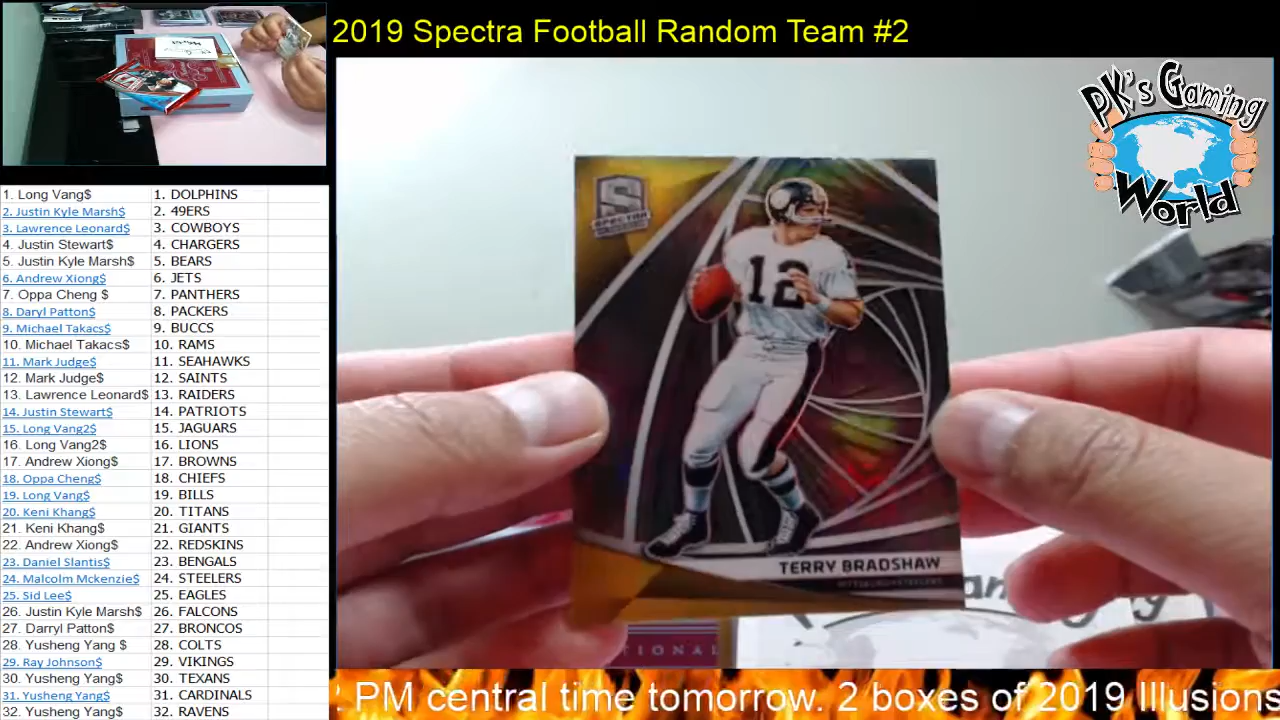 2019 Spectra Football Random Team #2
PK's Gaming World
1. Long Vang$ 1. DOLPHINS
2. Justin Kyle Marsh$ 2. 49ERS
3. Lawrence Leonard$ 3. COWBOYS
4. Justin Stewart$ 4. CHARGERS
5. Justin Kyle Marsh$ 5. BEARS
6. Andrew Xiong$ 6. JETS
7. Oppa Cheng $ 7. PANTHERS
8. Daryl Patton$ 8. PACKERS
9. Michael Takacs$ 9. BUCCS
10. Michael Takacs$ 10. RAMS
11. Mark Judge$ 11. SEAHAWKS
12. Mark Judge$ 12. SAINTS
13. Lawrence Leonard$ 13. RAIDERS
14. Justin Stewart$ 14. PATRIOTS
15. Long Vang2$ 15. JAGUARS
16. Long Vang2$ 16. LIONS
17. Andrew Xiong$ 17. BROWNS
18. Oppa Cheng$ 18. CHIEFS
19. Long Vang$ 19. BILLS
20. Keni Khang$ 20. TITANS
21. Keni Khang$ 21. GIANTS
22. Andrew Xiong$ 22. REDSKINS
23. Daniel Slantis$ 23. BENGALS
24. Malcolm Mckenzie$ 24. STEELERS
25. Sid Lee$ 25. EAGLES
26. Justin Kyle Marsh$ 26. FALCONS
27. Darryl Patton$ 27. BRONCOS
28. Yusheng Yang $ 28. COLTS
29. Ray Johnson$ 29. VIKINGS
30. Yusheng Yang$ 30. TEXANS
31. Yusheng Yang$ 31. CARDINALS
32. Yusheng Yang$ 32. RAVENS
S
SPECTRA
12
TERRY BRADSHAW
PITTSBURGH STEELERS
TIONAL
PM central time tomorrow. 2 boxes of 2019 Illusions